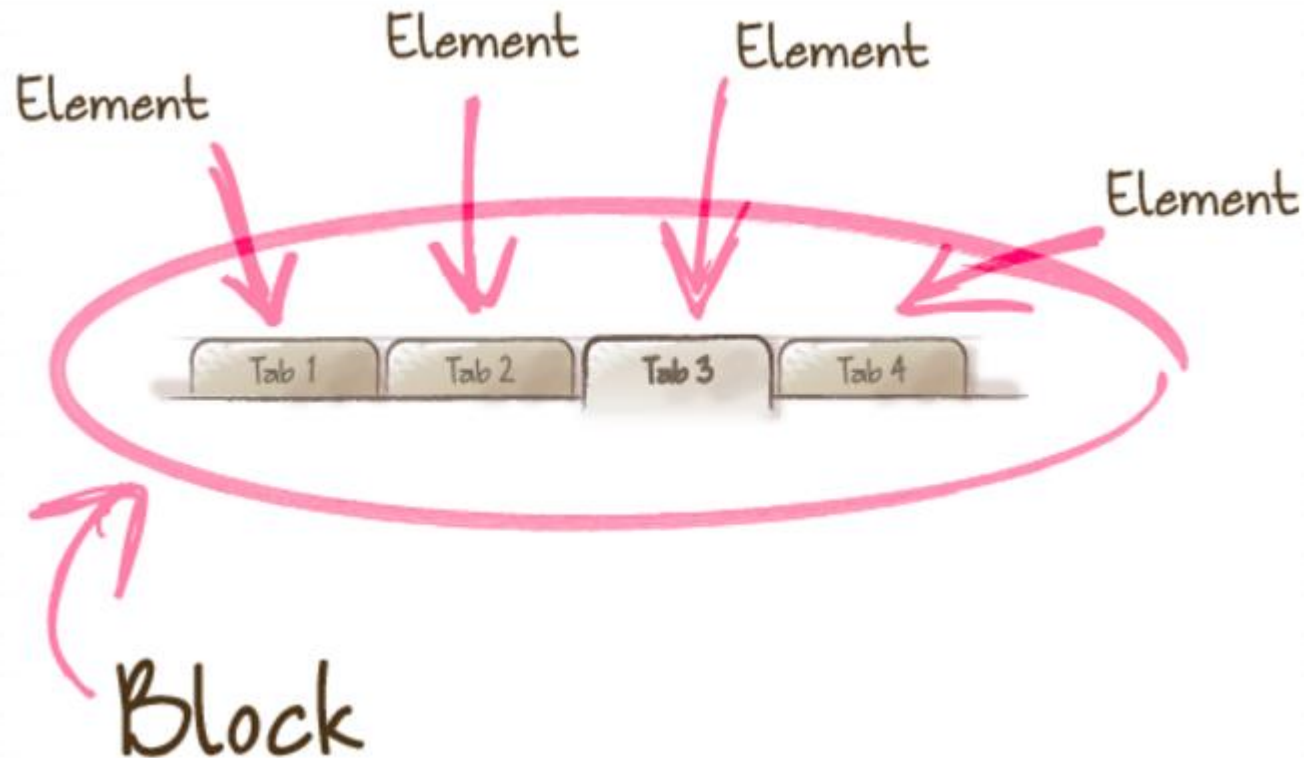 Element
Element
Element
Element
Tab 1
Tab 2
Tab 3
Tab 4
Block